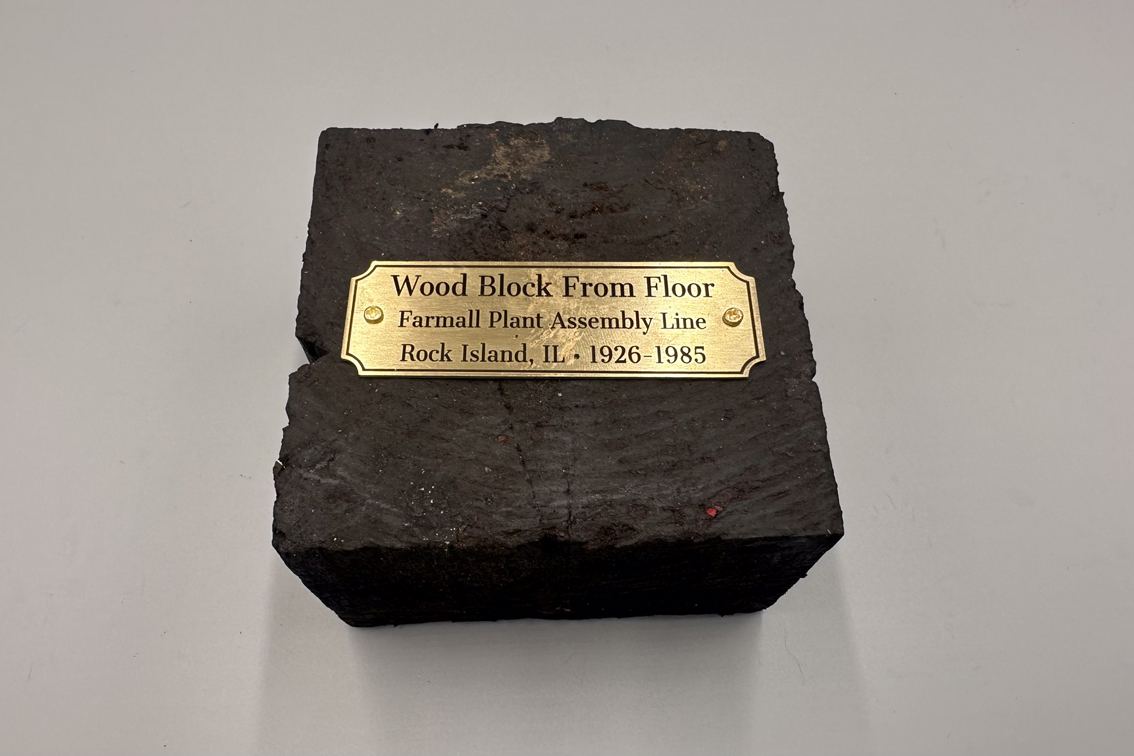 Wood Block From Floor
Farmall Plant Assembly Line
Rock Island, IL • 1926-1985